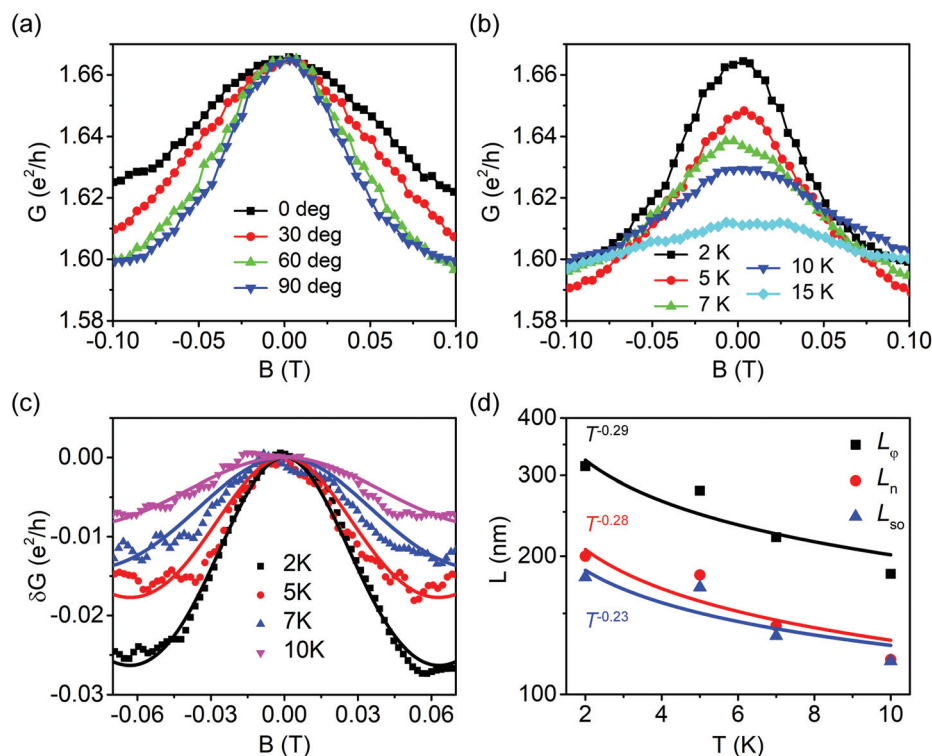 (a)
1.66
1.64
1.62
1.60
1.58
G (e²/h)
0 deg
30 deg
60 deg
90 deg
-0.10 -0.05 0.00 0.05 0.10
B (T)
(b)
1.66
1.64
1.62
1.60
1.58
G (e²/h)
2 K
5 K
7 K
10 K
15 K
-0.10 -0.05 0.00 0.05 0.10
B (T)
(c)
0.00
-0.01
-0.02
-0.03
δG (e²/h)
2K
5K
7K
10K
-0.06 -0.03 0.00 0.03 0.06
B (T)
(d)
400
300
200
100
L (nm)
T^-0.29
T^-0.28
T^-0.23
Lφ
Ln
Lso
2 4 6 8 10
T (K)